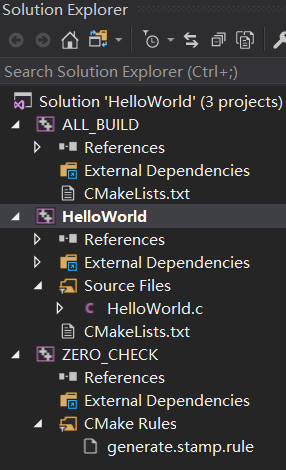 Solution Explorer
Search Solution Explorer (Ctrl+;)
Solution 'HelloWorld' (3 projects)
ALL_BUILD
References
External Dependencies
CMakeLists.txt
HelloWorld
References
External Dependencies
Source Files
HelloWorld.c
CMakeLists.txt
ZERO_CHECK
References
External Dependencies
CMake Rules
generate.stamp.rule